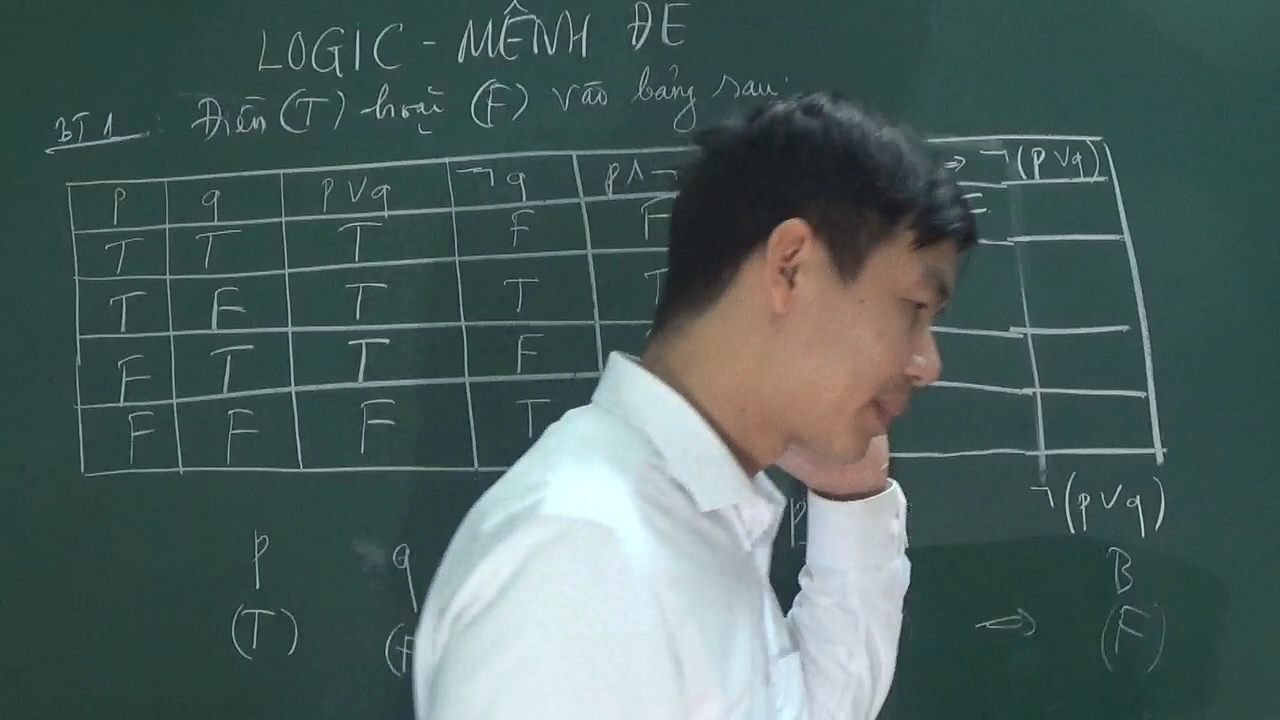 LOGIC - MỆNH ĐỀ
BT 1: Điền (T) hoặc (F) vào bảng sau:
p q p ∨ q ¬ q p ∧ ¬ ⇒ ¬ (p ∨ q)
T T T F F F
T F T T T
F T T F
F F F T
¬ (p ∨ q)
p q p B
(T) (F ⇒ (F)